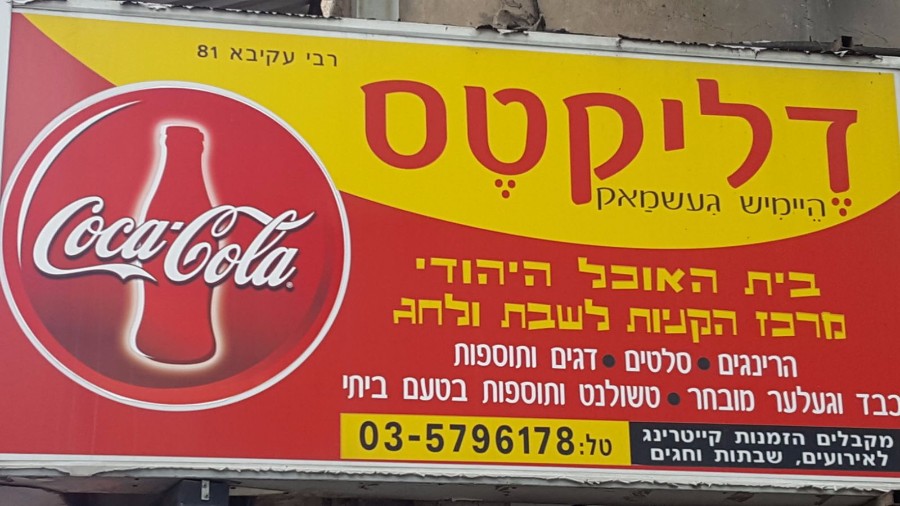 רבי עקיבא 81
דֶליקטֶס
הֵיימִיש גִעשמַאק
Coca-Cola
בית האוכל היהודי
מרכז הקניות לשבת ולחג
הרינגים • סלטים • דגים ותוספות
כבד וגעלער מובחר • טשולנט ותוספות בטעם ביתי
טל: 03-5796178
מקבלים הזמנות קייטרינג
לאירועים, שבתות וחגים